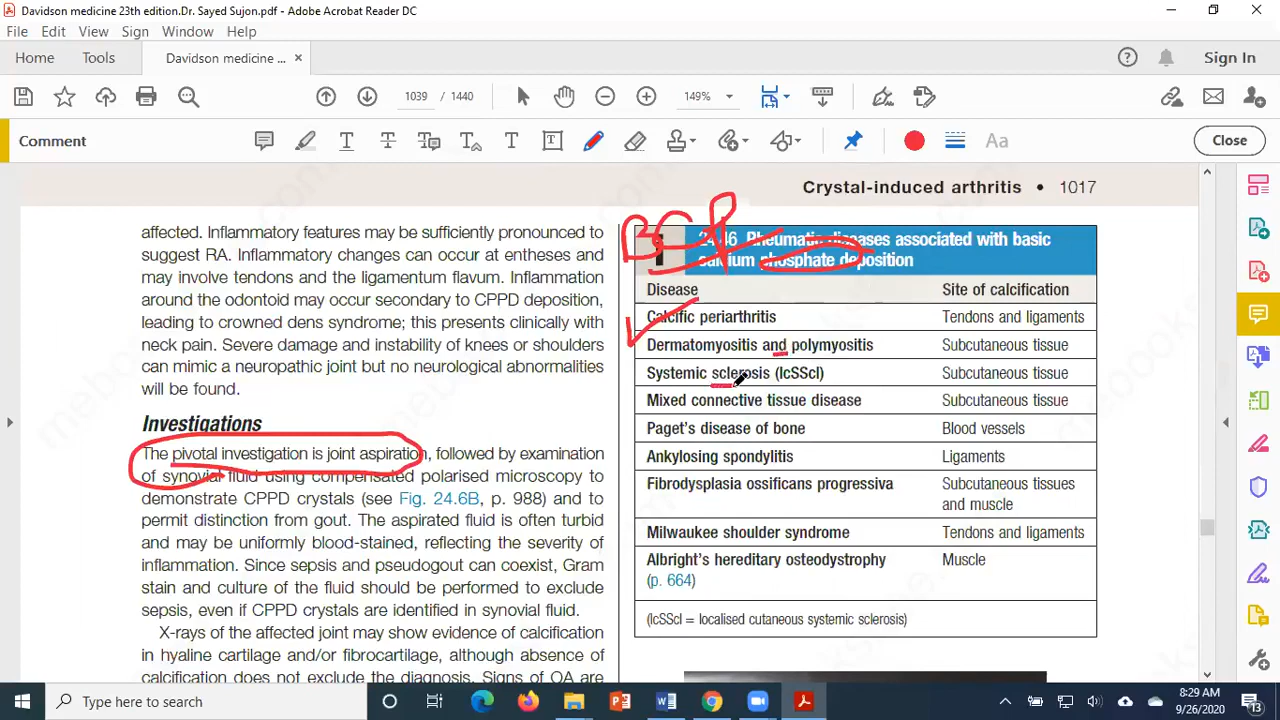 Davidson medicine 23th edition.Dr. Sayed Sujon.pdf - Adobe Acrobat Reader DC
File Edit View Sign Window Help
Home Tools Davidson medicine ... × Sign In
1039 / 1440 149%
Comment Aa Close
Crystal-induced arthritis • 1017
affected. Inflammatory features may be sufficiently pronounced to
suggest RA. Inflammatory changes can occur at entheses and
may involve tendons and the ligamentum flavum. Inflammation
around the odontoid may occur secondary to CPPD deposition,
leading to crowned dens syndrome; this presents clinically with
neck pain. Severe damage and instability of knees or shoulders
can mimic a neuropathic joint but no neurological abnormalities
will be found.
Investigations
The pivotal investigation is joint aspiration, followed by examination
of synovial fluid using compensated polarised microscopy to
demonstrate CPPD crystals (see Fig. 24.6B, p. 988) and to
permit distinction from gout. The aspirated fluid is often turbid
and may be uniformly blood-stained, reflecting the severity of
inflammation. Since sepsis and pseudogout can coexist, Gram
stain and culture of the fluid should be performed to exclude
sepsis, even if CPPD crystals are identified in synovial fluid.
X-rays of the affected joint may show evidence of calcification
in hyaline cartilage and/or fibrocartilage, although absence of
calcification does not exclude the diagnosis. Signs of OA are
BCP
24.46 Rheumatic diseases associated with basic
calcium phosphate deposition
Disease Site of calcification
Calcific periarthritis Tendons and ligaments
Dermatomyositis and polymyositis Subcutaneous tissue
Systemic sclerosis (lcSScl) Subcutaneous tissue
Mixed connective tissue disease Subcutaneous tissue
Paget's disease of bone Blood vessels
Ankylosing spondylitis Ligaments
Fibrodysplasia ossificans progressiva Subcutaneous tissues
and muscle
Milwaukee shoulder syndrome Tendons and ligaments
Albright's hereditary osteodystrophy Muscle
(p. 664)
(lcSScl = localised cutaneous systemic sclerosis)
Type here to search
8:29 AM
9/26/2020
13